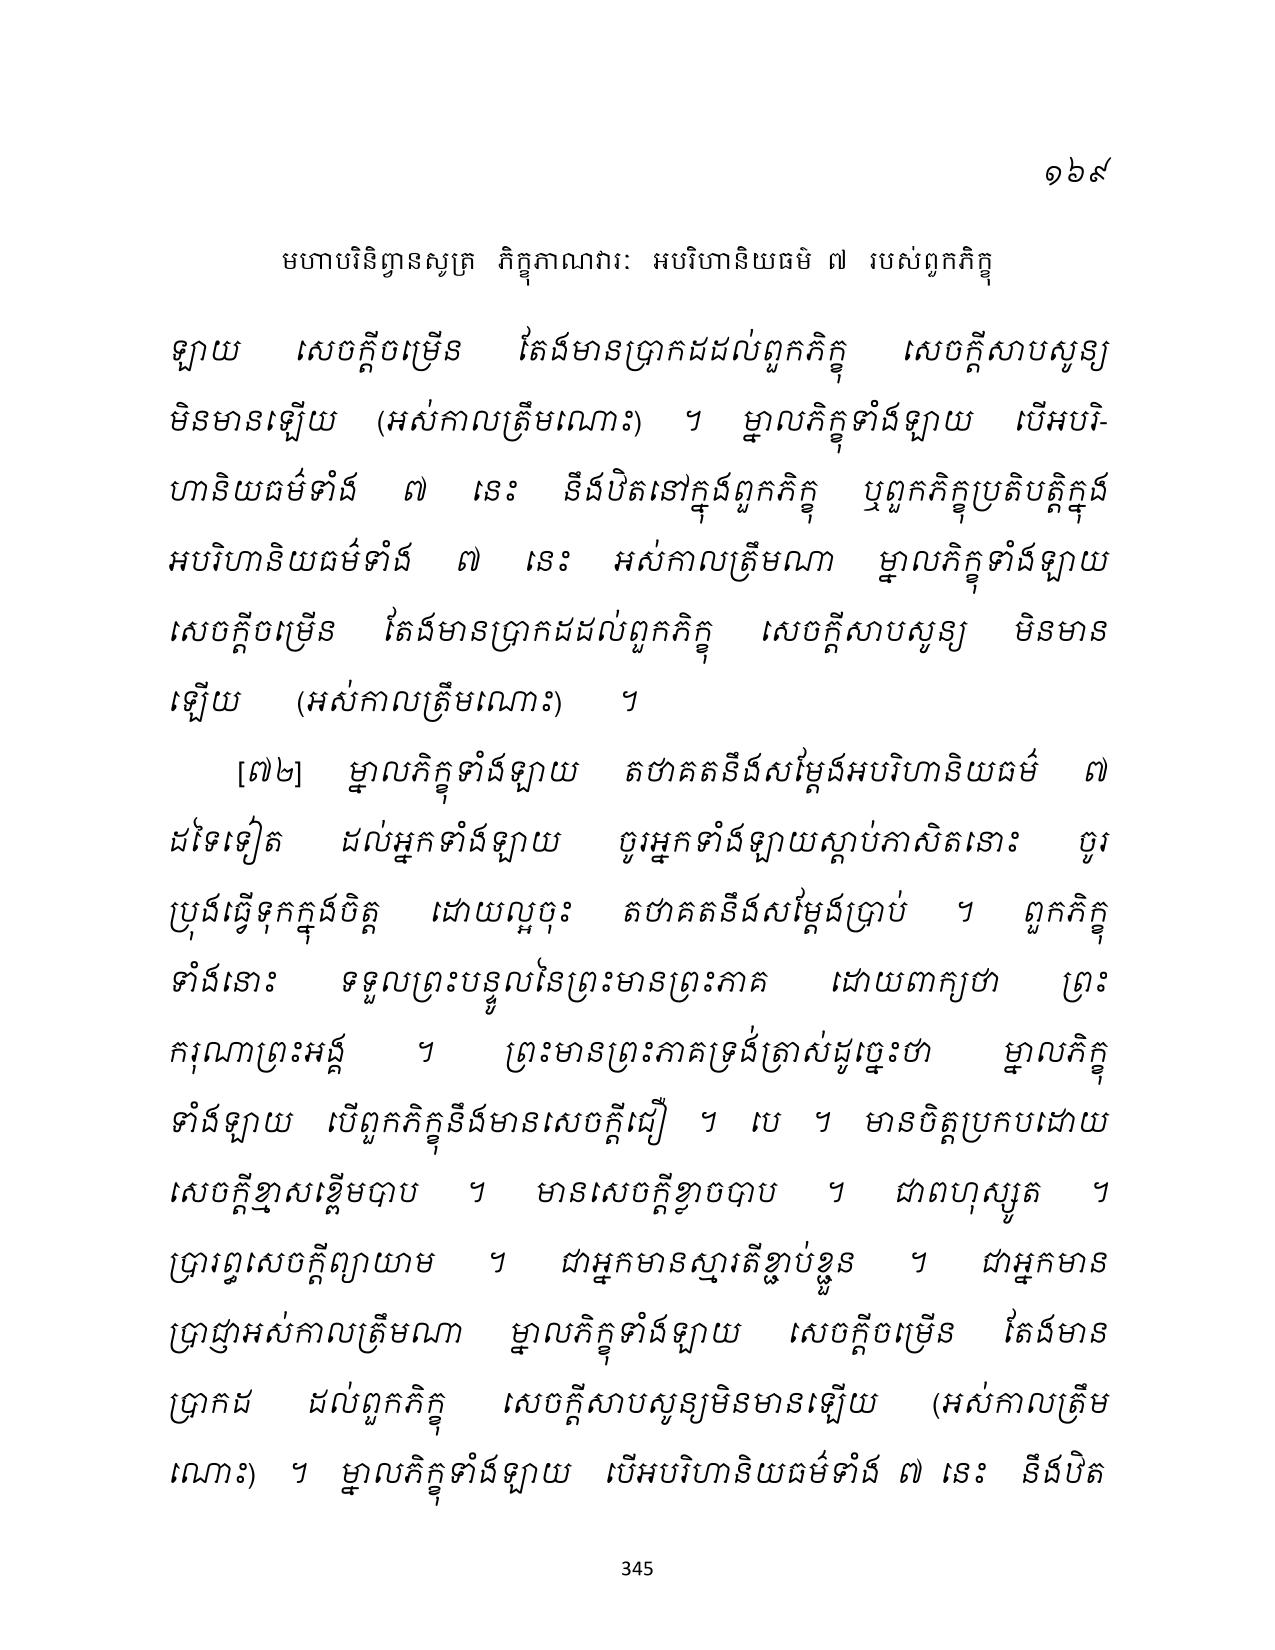 ១៦៩
មហាបរិនិព្វានសូត្រ ភិក្ខុភាណវារៈ អបរិហានិយធម៌ ៧ របស់ពួកភិក្ខុ
ឡាយ សេចក្តីចម្រើន តែងមានប្រាកដដល់ពួកភិក្ខុ សេចក្តីសាបសូន្យ
មិនមានឡើយ (អស់កាលត្រឹមណោះ) ។ ម្នាលភិក្ខុទាំងឡាយ បើអបរិ-
ហានិយធម៌ទាំង ៧ នេះ នឹងឋិតនៅក្នុងពួកភិក្ខុ ឬពួកភិក្ខុប្រតិបត្តិក្នុង
អបរិហានិយធម៌ទាំង ៧ នេះ អស់កាលត្រឹមណា ម្នាលភិក្ខុទាំងឡាយ
សេចក្តីចម្រើន តែងមានប្រាកដដល់ពួកភិក្ខុ សេចក្តីសាបសូន្យ មិនមាន
ឡើយ (អស់កាលត្រឹមណោះ) ។
[៧២] ម្នាលភិក្ខុទាំងឡាយ តថាគតនឹងសម្តែងអបរិហានិយធម៌ ៧
ដទៃទៀត ដល់អ្នកទាំងឡាយ ចូរអ្នកទាំងឡាយស្តាប់ភាសិតនោះ ចូរ
ប្រុងធ្វើទុកក្នុងចិត្ត ដោយល្អចុះ តថាគតនឹងសម្តែងប្រាប់ ។ ពួកភិក្ខុ
ទាំងនោះ ទទួលព្រះបន្ទូលនៃព្រះមានព្រះភាគ ដោយពាក្យថា ព្រះ
ករុណាព្រះអង្គ ។ ព្រះមានព្រះភាគទ្រង់ត្រាស់ដូច្នេះថា ម្នាលភិក្ខុ
ទាំងឡាយ បើពួកភិក្ខុនឹងមានសេចក្តីជឿ ។ បេ ។ មានចិត្តប្រកបដោយ
សេចក្តីខ្មាសខ្ពើមបាប ។ មានសេចក្តីខ្លាចបាប ។ ជាពហុស្សូត ។
ប្រារព្ធសេចក្តីព្យាយាម ។ ជាអ្នកមានស្មារតីខ្ជាប់ខ្ជួន ។ ជាអ្នកមាន
ប្រាជ្ញាអស់កាលត្រឹមណា ម្នាលភិក្ខុទាំងឡាយ សេចក្តីចម្រើន តែងមាន
ប្រាកដ ដល់ពួកភិក្ខុ សេចក្តីសាបសូន្យមិនមានឡើយ (អស់កាលត្រឹម
ណោះ) ។ ម្នាលភិក្ខុទាំងឡាយ បើអបរិហានិយធម៌ទាំង ៧ នេះ នឹងឋិត
345